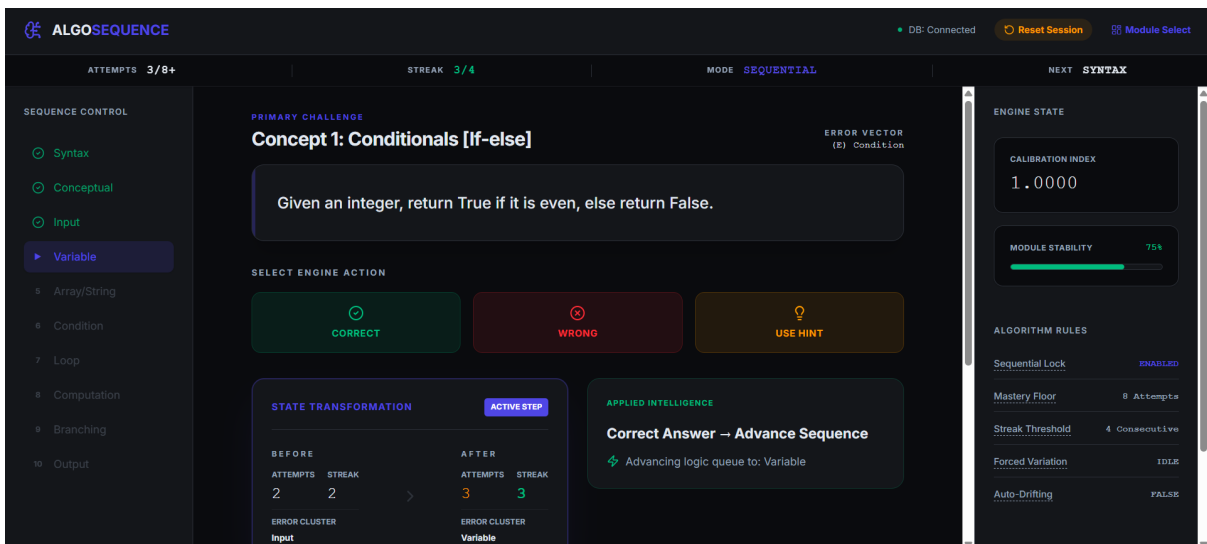 ALGOSEQUENCE
DB: Connected
Reset Session
Module Select
ATTEMPTS 3/8+
STREAK 3/4
MODE SEQUENTIAL
NEXT SYNTAX
SEQUENCE CONTROL
Syntax
Conceptual
Input
Variable
5 Array/String
6 Condition
7 Loop
8 Computation
9 Branching
10 Output
PRIMARY CHALLENGE
Concept 1: Conditionals [If-else]
ERROR VECTOR
(E) Condition
Given an integer, return True if it is even, else return False.
SELECT ENGINE ACTION
CORRECT
WRONG
USE HINT
STATE TRANSFORMATION
ACTIVE STEP
BEFORE
ATTEMPTS STREAK
2 2
ERROR CLUSTER
Input
AFTER
ATTEMPTS STREAK
3 3
ERROR CLUSTER
Variable
APPLIED INTELLIGENCE
Correct Answer → Advance Sequence
Advancing logic queue to: Variable
ENGINE STATE
CALIBRATION INDEX
1.0000
MODULE STABILITY 75%
ALGORITHM RULES
Sequential Lock ENABLED
Mastery Floor 8 Attempts
Streak Threshold 4 Consecutive
Forced Variation IDLE
Auto-Drifting FALSE